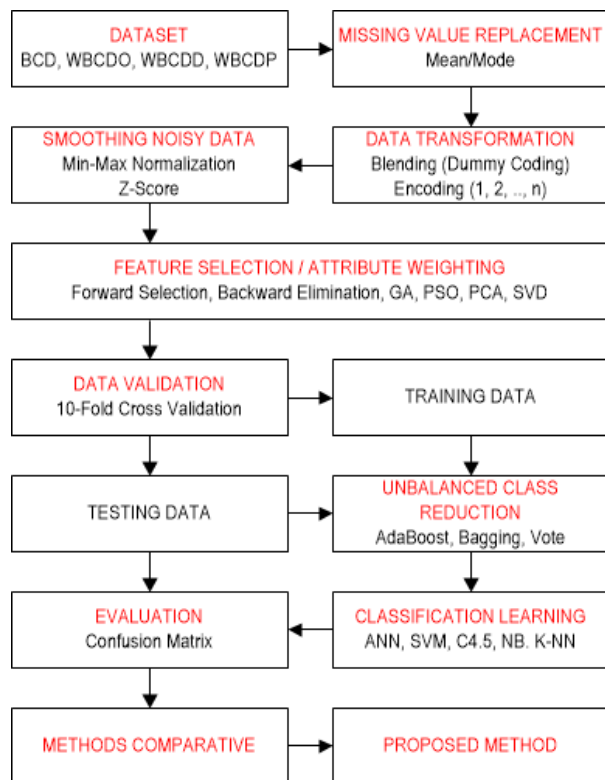 DATASET
BCD, WBCDO, WBCDD, WBCDP
MISSING VALUE REPLACEMENT
Mean/Mode
SMOOTHING NOISY DATA
Min-Max Normalization
Z-Score
DATA TRANSFORMATION
Blending (Dummy Coding)
Encoding (1, 2, .., n)
FEATURE SELECTION / ATTRIBUTE WEIGHTING
Forward Selection, Backward Elimination, GA, PSO, PCA, SVD
DATA VALIDATION
10-Fold Cross Validation
TRAINING DATA
TESTING DATA
UNBALANCED CLASS
REDUCTION
AdaBoost, Bagging, Vote
EVALUATION
Confusion Matrix
CLASSIFICATION LEARNING
ANN, SVM, C4.5, NB. K-NN
METHODS COMPARATIVE
PROPOSED METHOD